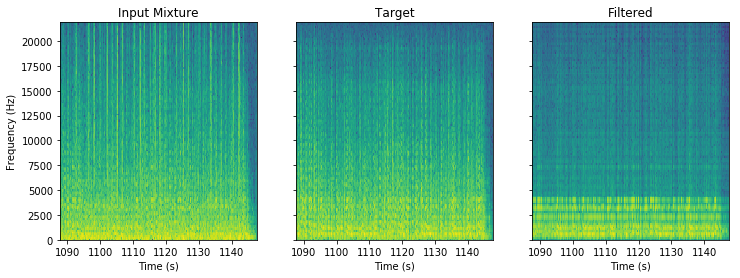 Input Mixture
Target
Filtered
Frequency (Hz)
20000
17500
15000
12500
10000
7500
5000
2500
0
1090 1100 1110 1120 1130 1140
1090 1100 1110 1120 1130 1140
1090 1100 1110 1120 1130 1140
Time (s)
Time (s)
Time (s)